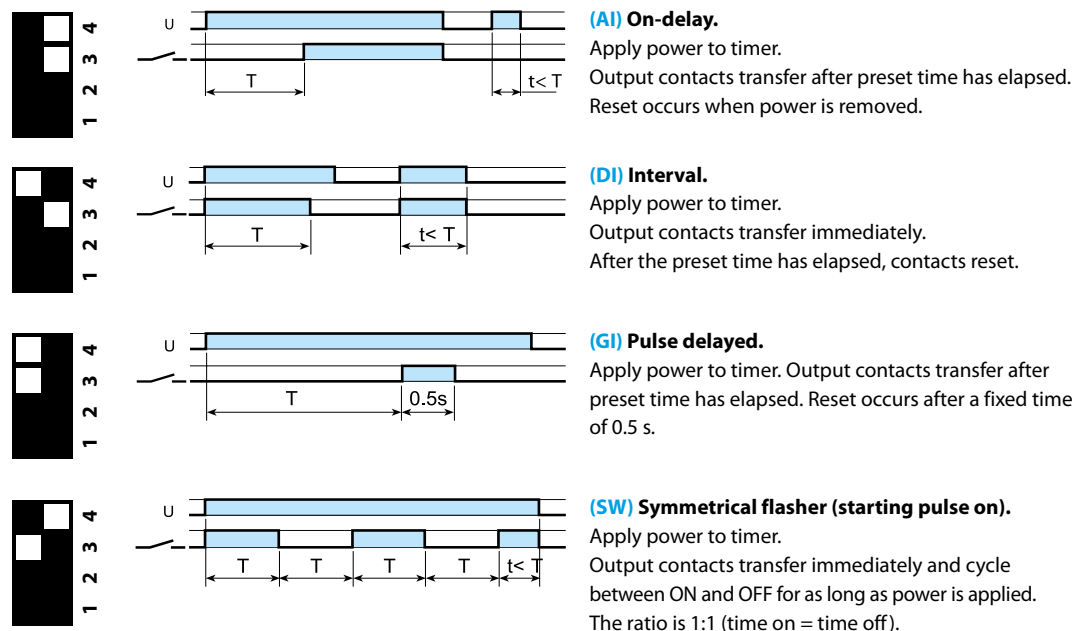 4
3
2
1
U
T
t< T
(AI) On-delay.
Apply power to timer.
Output contacts transfer after preset time has elapsed.
Reset occurs when power is removed.
4
3
2
1
U
T
t< T
(DI) Interval.
Apply power to timer.
Output contacts transfer immediately.
After the preset time has elapsed, contacts reset.
4
3
2
1
U
T
0.5s
(GI) Pulse delayed.
Apply power to timer. Output contacts transfer after
preset time has elapsed. Reset occurs after a fixed time
of 0.5 s.
4
3
2
1
U
T T T T t< T
(SW) Symmetrical flasher (starting pulse on).
Apply power to timer.
Output contacts transfer immediately and cycle
between ON and OFF for as long as power is applied.
The ratio is 1:1 (time on = time off).